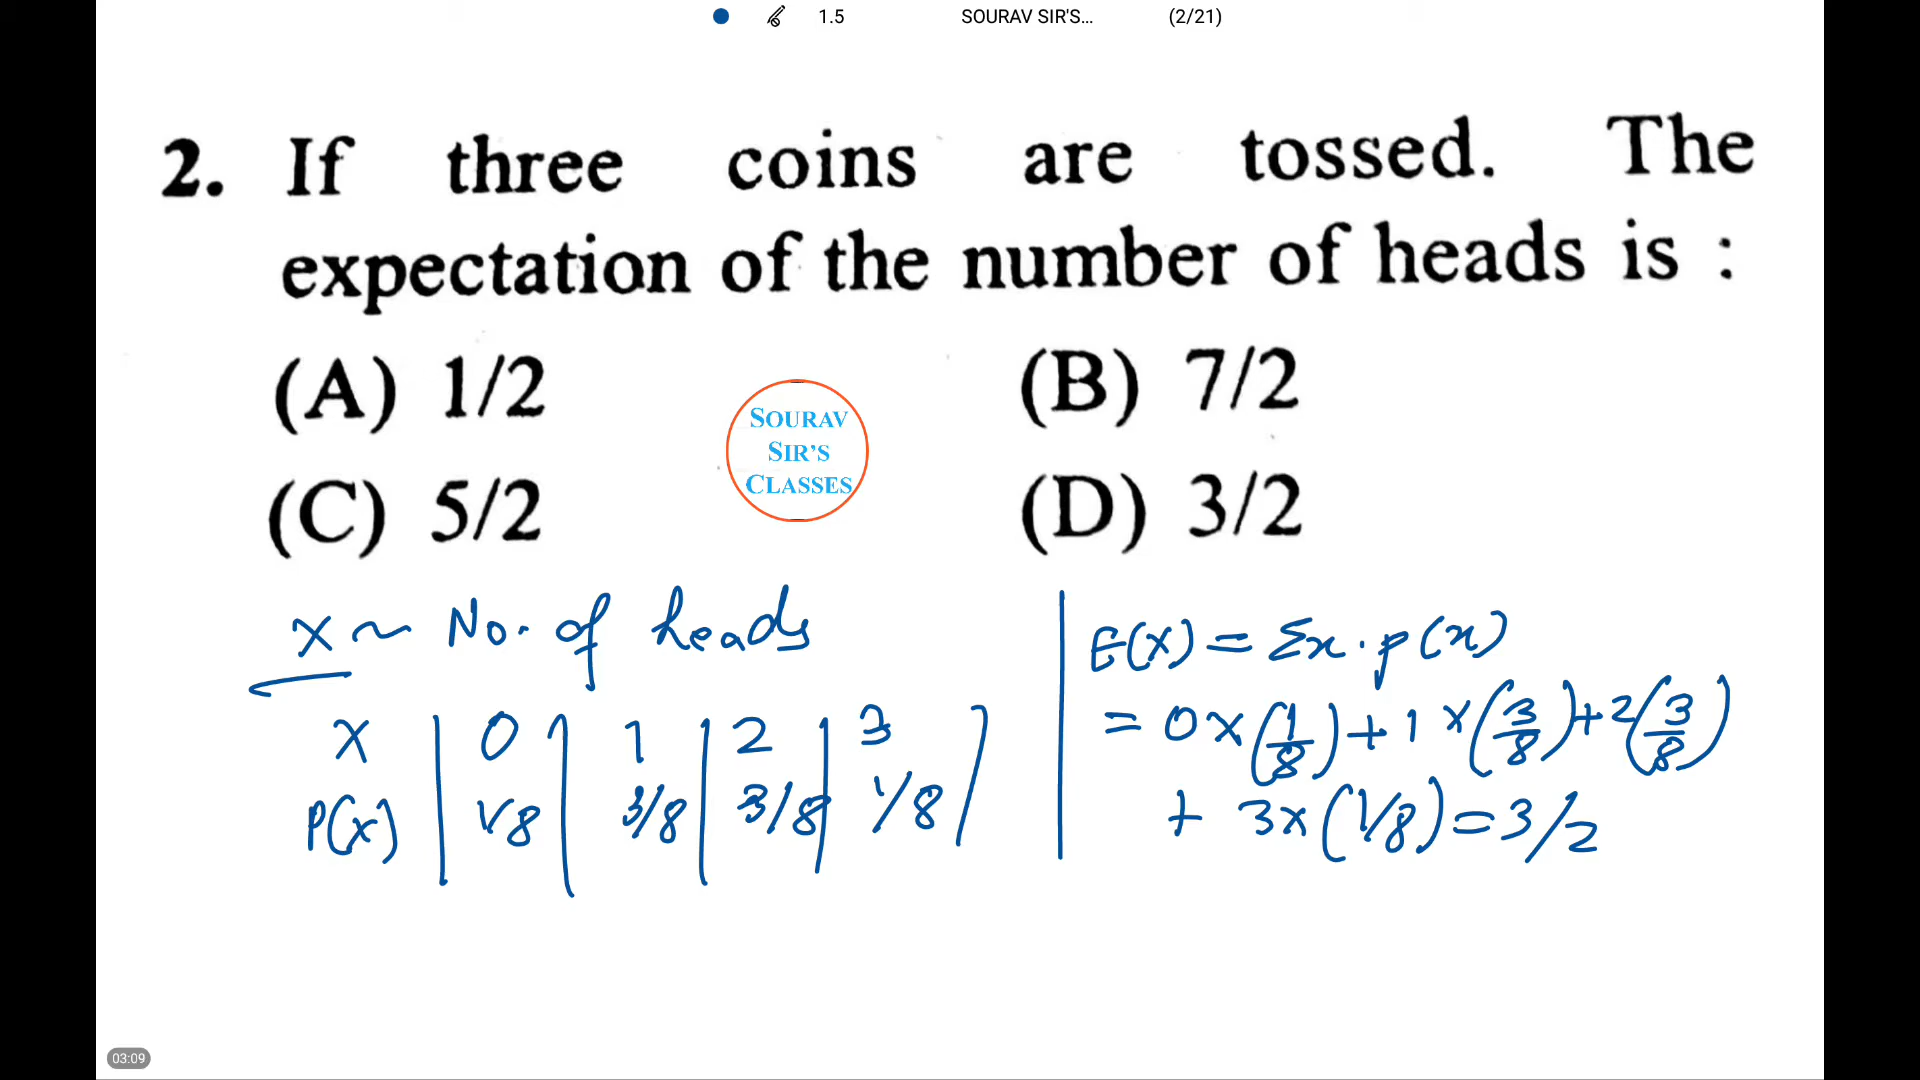 1.5 SOURAV SIR'S... (2/21)
2. If three coins are tossed. The
expectation of the number of heads is :
(A) 1/2 (B) 7/2
SOURAV
SIR'S
CLASSES
(C) 5/2 (D) 3/2
x ~ No. of heads
X | 0 | 1 | 2 | 3 |
P(x) | 1/8 | 3/8 | 3/8 | 1/8 |
E(X) = Σx . p(x)
= 0 x (1/8) + 1 x (3/8) + 2 (3/8)
+ 3x (1/8) = 3/2
03:09